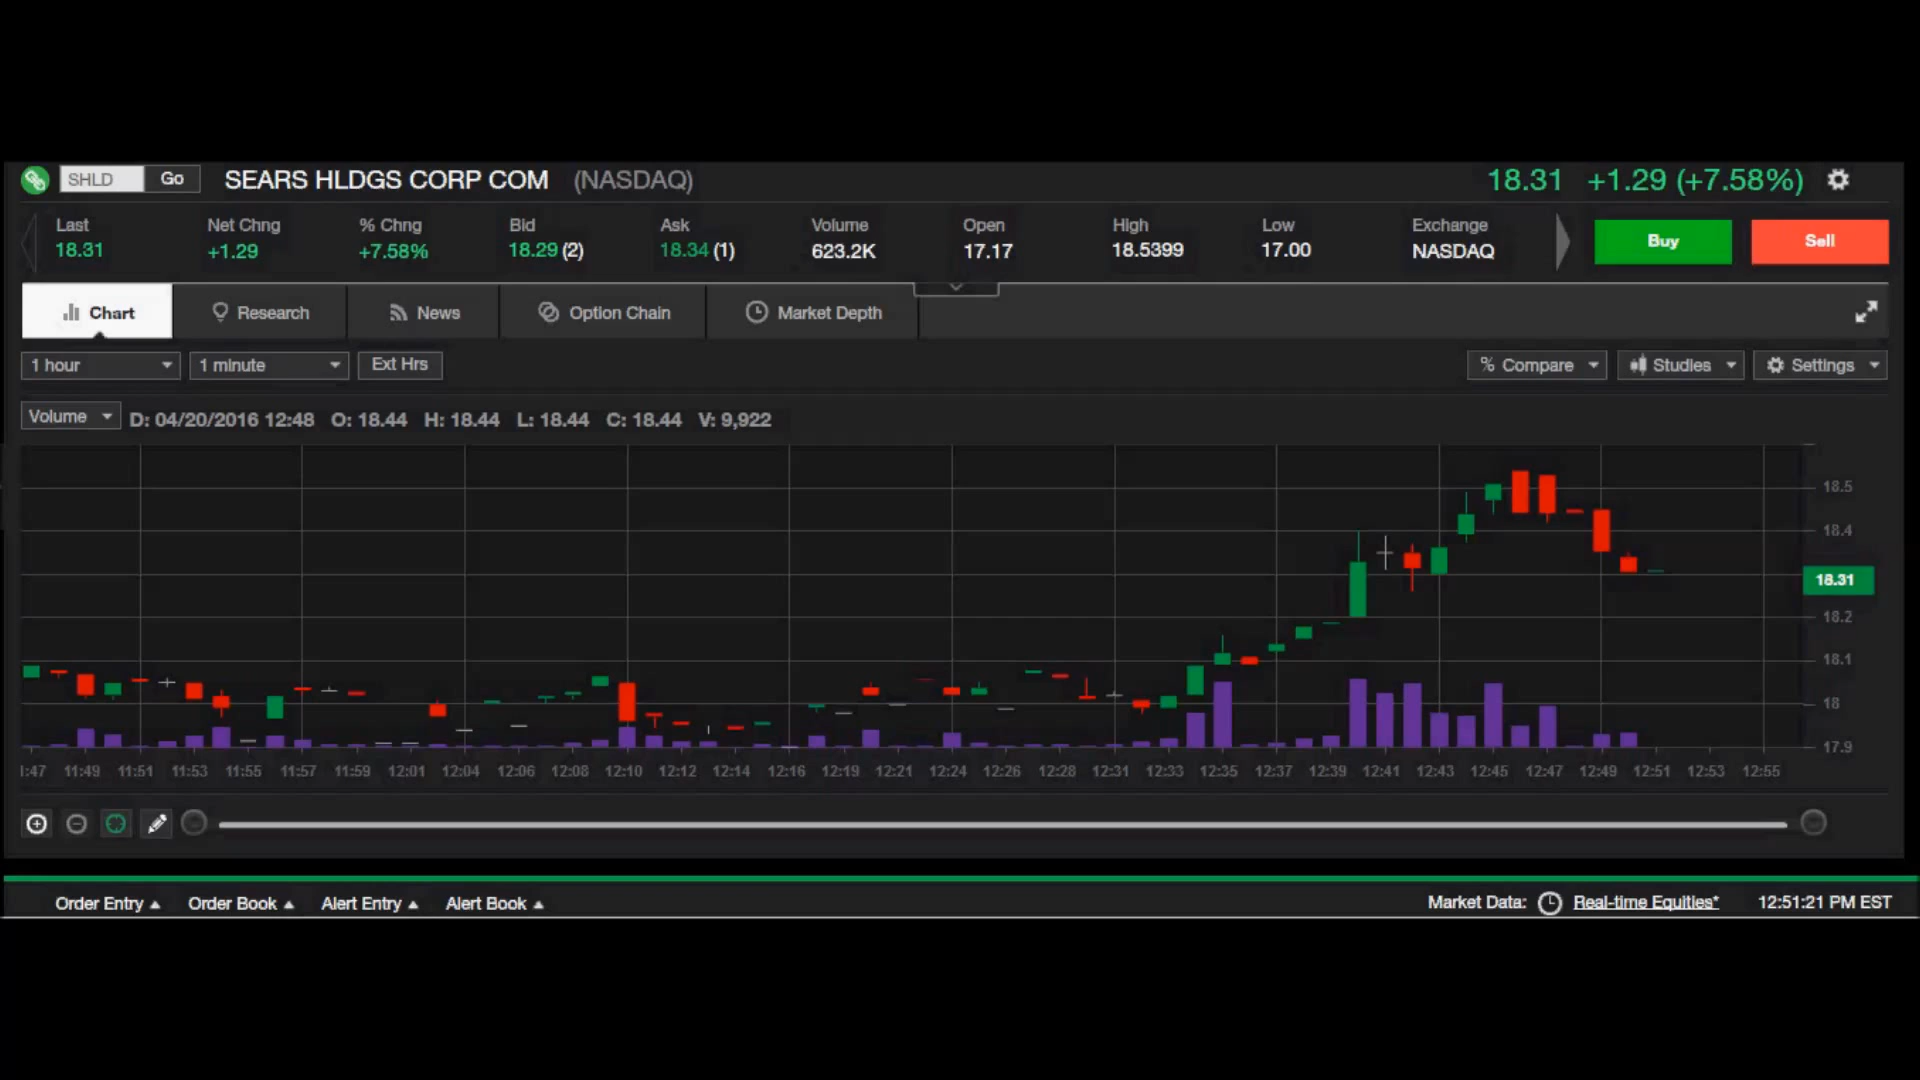 SHLD Go SEARS HLDGS CORP COM (NASDAQ) 18.31 +1.29 (+7.58%)
Last Net Chng % Chng Bid Ask Volume Open High Low Exchange
18.31 +1.29 +7.58% 18.29 (2) 18.34 (1) 623.2K 17.17 18.5399 17.00 NASDAQ
Buy Sell
Chart Research News Option Chain Market Depth
1 hour 1 minute Ext Hrs % Compare Studies Settings
Volume D: 04/20/2016 12:48 O: 18.44 H: 18.44 L: 18.44 C: 18.44 V: 9,922
18.5
18.4
18.31
18.2
18.1
18
17.9
1:47 11:49 11:51 11:53 11:55 11:57 11:59 12:01 12:04 12:06 12:08 12:10 12:12 12:14 12:16 12:19 12:21 12:24 12:26 12:28 12:31 12:33 12:35 12:37 12:39 12:41 12:43 12:45 12:47 12:49 12:51 12:53 12:55
Order Entry Order Book Alert Entry Alert Book Market Data: Real-time Equities* 12:51:21 PM EST